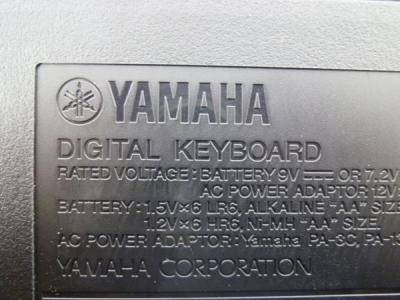 YAMAHA
DIGITAL KEYBOARD
RATED VOLTAGE : BATTERY 9V ⎓ OR 7.2V
AC POWER ADAPTOR 12V
BATTERY : 1.5V×6 LR6, ALKALINE "AA" SIZE
1.2V×6 HR6, Ni-MH "AA" SIZE
AC POWER ADAPTOR : Yamaha PA-3C, PA-13
YAMAHA CORPORATION